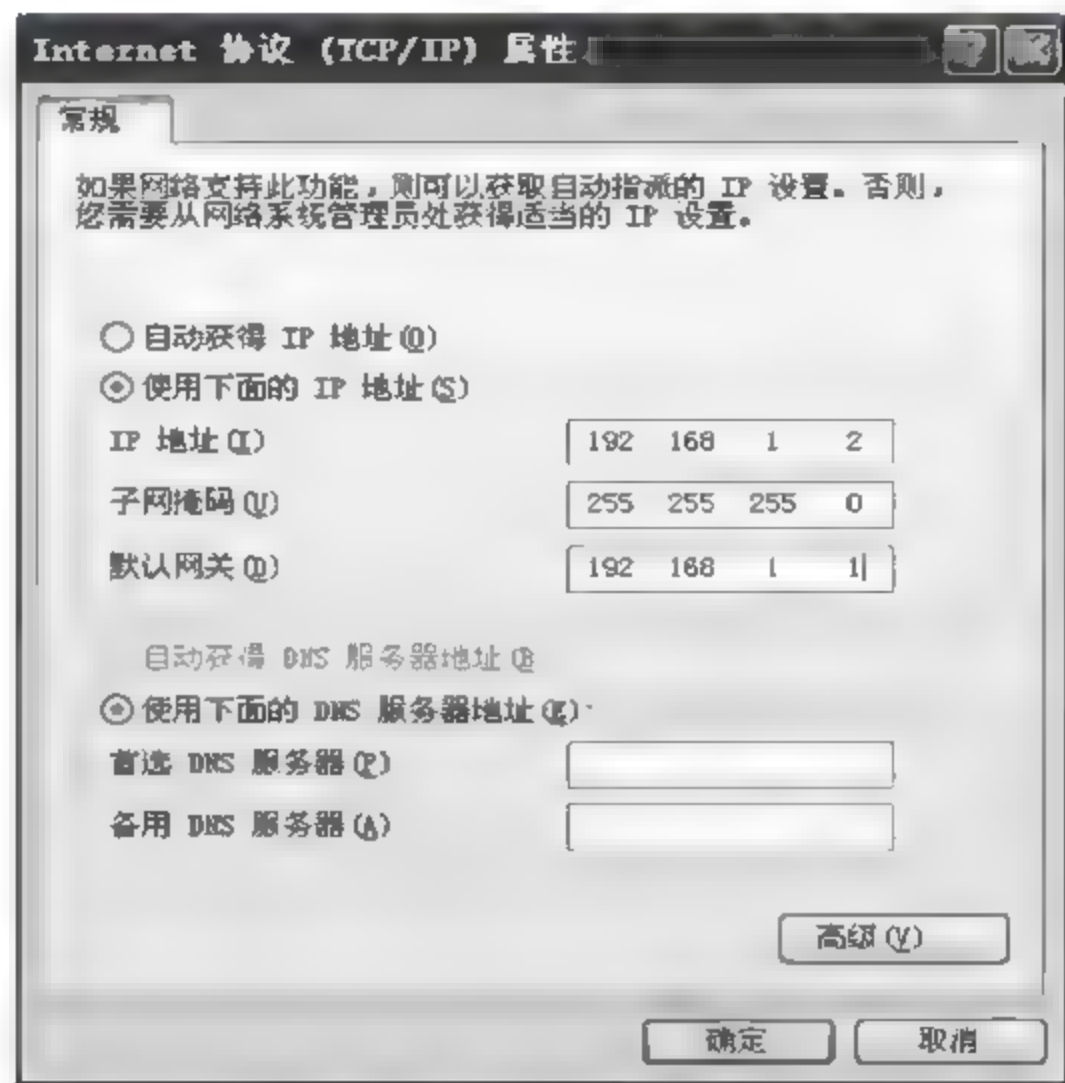 Internet 协议 (TCP/IP) 属性
常规
如果网络支持此功能，则可以获取自动指派的 IP 设置。否则，
您需要从网络系统管理员处获得适当的 IP 设置。
自动获得 IP 地址(O)
使用下面的 IP 地址(S)
IP 地址(I) 192 168 1 2
子网掩码(U) 255 255 255 0
默认网关(D) 192 168 1 1
自动获得 DNS 服务器地址(B
使用下面的 DNS 服务器地址(E)
首选 DNS 服务器(P)
备用 DNS 服务器(A)
高级(V)
确定 取消